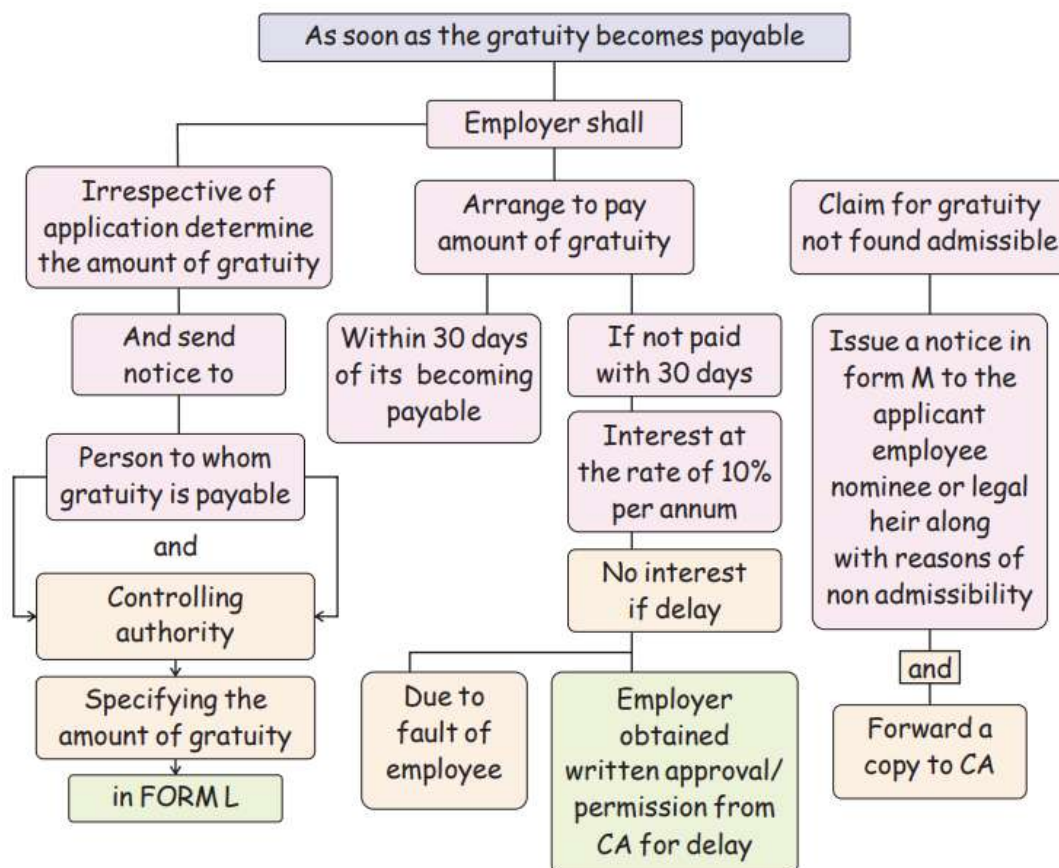 As soon as the gratuity becomes payable
Employer shall
Irrespective of
application determine
the amount of gratuity
And send
notice to
Person to whom
gratuity is payable
and
Controlling
authority
Specifying the
amount of gratuity
in FORM L
Arrange to pay
amount of gratuity
Within 30 days
of its becoming
payable
If not paid
with 30 days
Interest at
the rate of 10%
per annum
No interest
if delay
Due to
fault of
employee
Employer
obtained
written approval/
permission from
CA for delay
Claim for gratuity
not found admissible
Issue a notice in
form M to the
applicant
employee
nominee or legal
heir along
with reasons of
non admissibility
and
Forward a
copy to CA